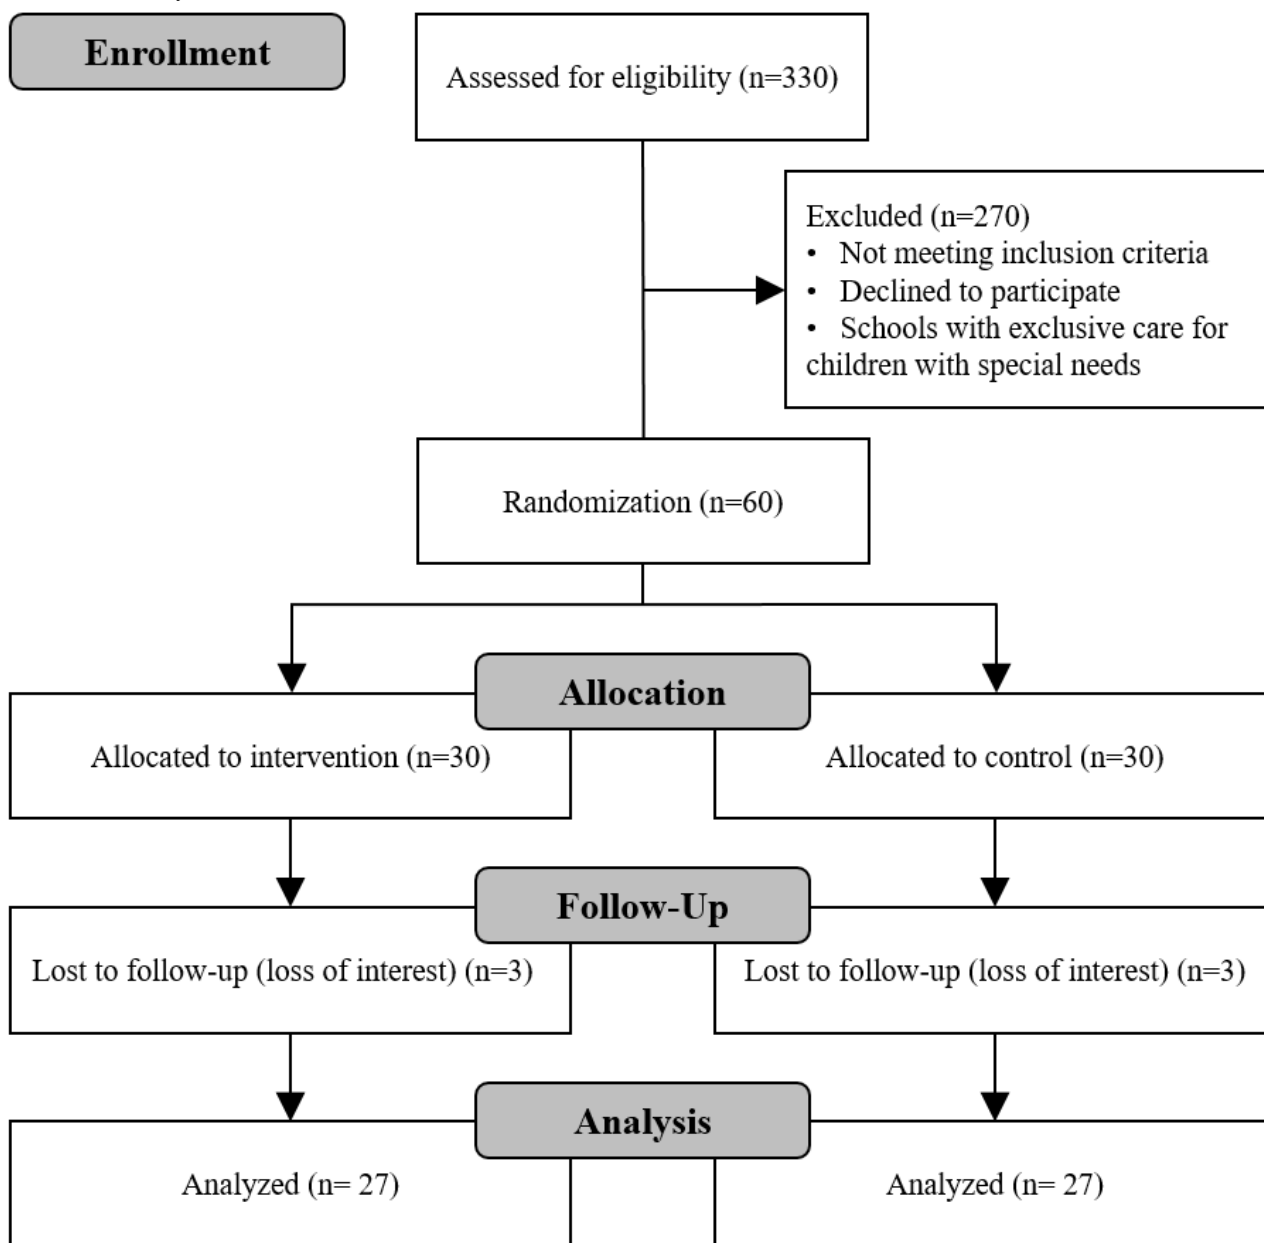 Enrollment
Assessed for eligibility (n=330)
Excluded (n=270)
• Not meeting inclusion criteria
• Declined to participate
• Schools with exclusive care for
children with special needs
Randomization (n=60)
Allocation
Allocated to intervention (n=30)
Allocated to control (n=30)
Follow-Up
Lost to follow-up (loss of interest) (n=3)
Lost to follow-up (loss of interest) (n=3)
Analysis
Analyzed (n= 27)
Analyzed (n= 27)